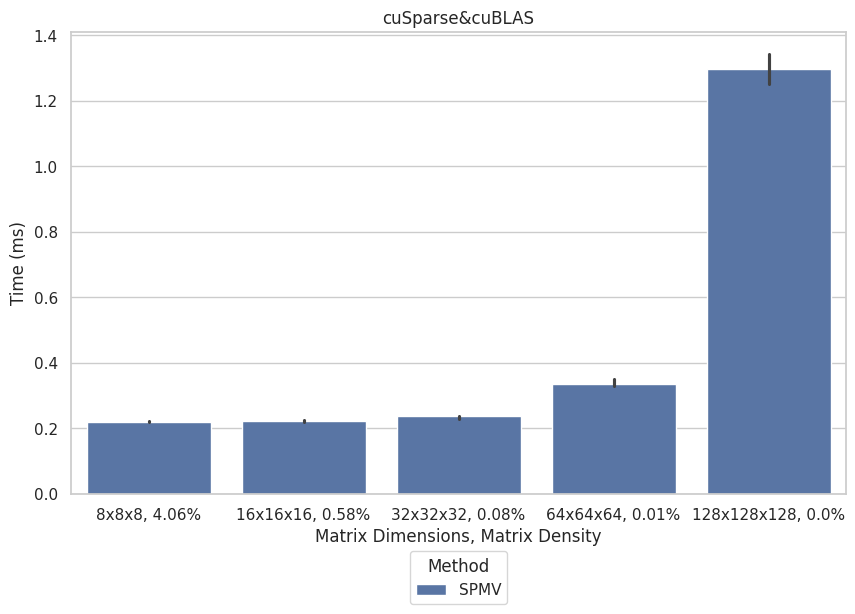 cuSparse&cuBLAS
1.4
1.2
1.0
0.8
0.6
0.4
0.2
0.0
Time (ms)
8x8x8, 4.06%
16x16x16, 0.58%
32x32x32, 0.08%
64x64x64, 0.01%
128x128x128, 0.0%
Matrix Dimensions, Matrix Density
Method
SPMV